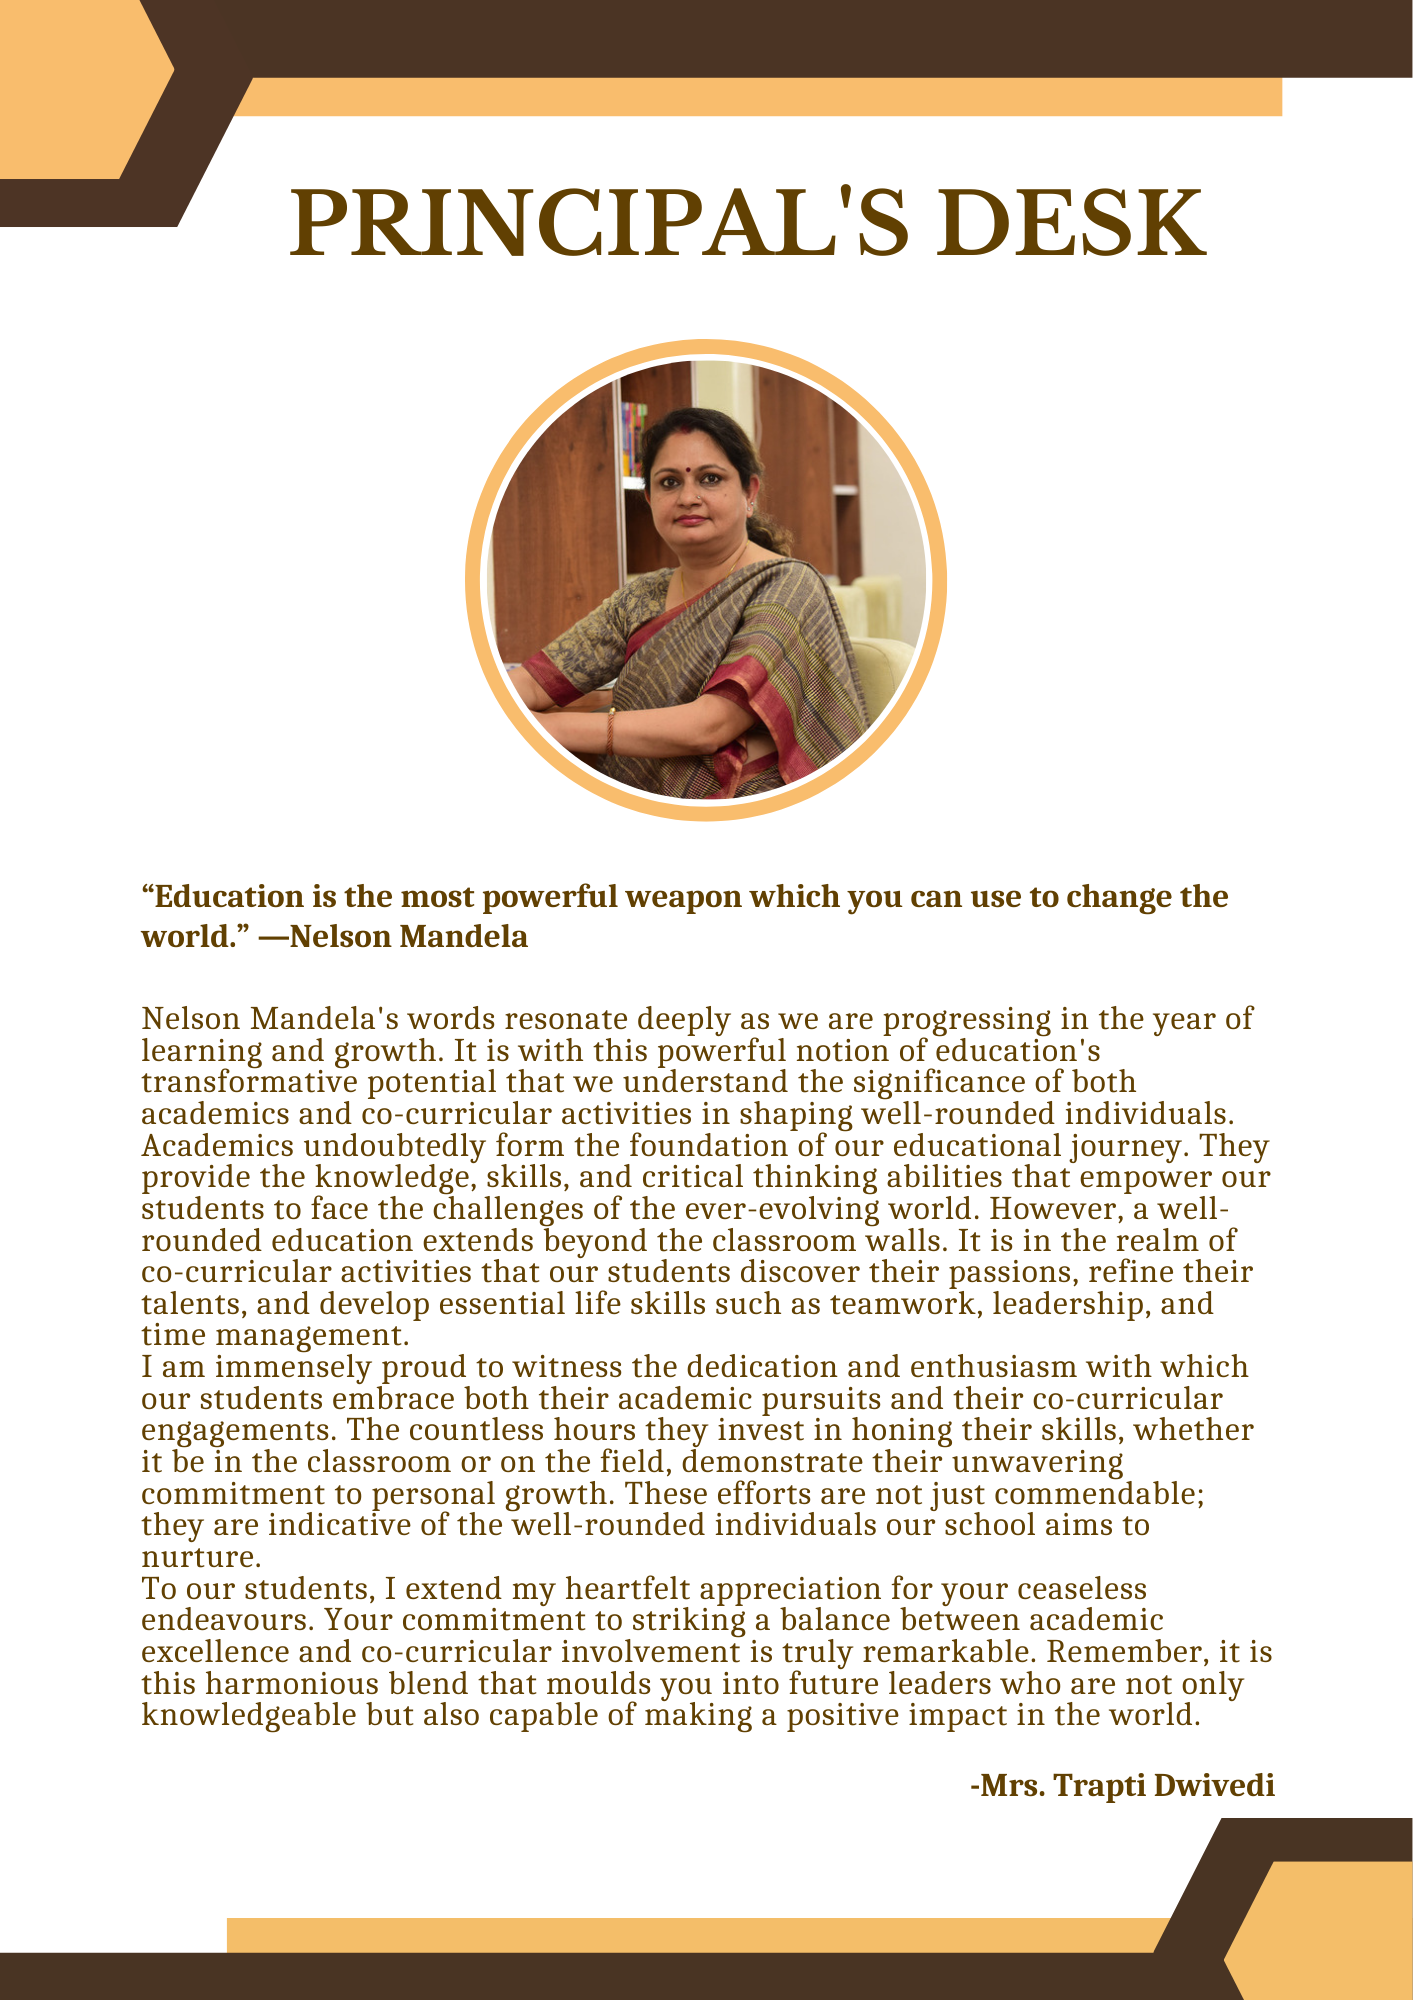 PRINCIPAL'S DESK
“Education is the most powerful weapon which you can use to change the
world.” —Nelson Mandela
Nelson Mandela's words resonate deeply as we are progressing in the year of
learning and growth. It is with this powerful notion of education's
transformative potential that we understand the significance of both
academics and co-curricular activities in shaping well-rounded individuals.
Academics undoubtedly form the foundation of our educational journey. They
provide the knowledge, skills, and critical thinking abilities that empower our
students to face the challenges of the ever-evolving world. However, a well-
rounded education extends beyond the classroom walls. It is in the realm of
co-curricular activities that our students discover their passions, refine their
talents, and develop essential life skills such as teamwork, leadership, and
time management.
I am immensely proud to witness the dedication and enthusiasm with which
our students embrace both their academic pursuits and their co-curricular
engagements. The countless hours they invest in honing their skills, whether
it be in the classroom or on the field, demonstrate their unwavering
commitment to personal growth. These efforts are not just commendable;
they are indicative of the well-rounded individuals our school aims to
nurture.
To our students, I extend my heartfelt appreciation for your ceaseless
endeavours. Your commitment to striking a balance between academic
excellence and co-curricular involvement is truly remarkable. Remember, it is
this harmonious blend that moulds you into future leaders who are not only
knowledgeable but also capable of making a positive impact in the world.
-Mrs. Trapti Dwivedi